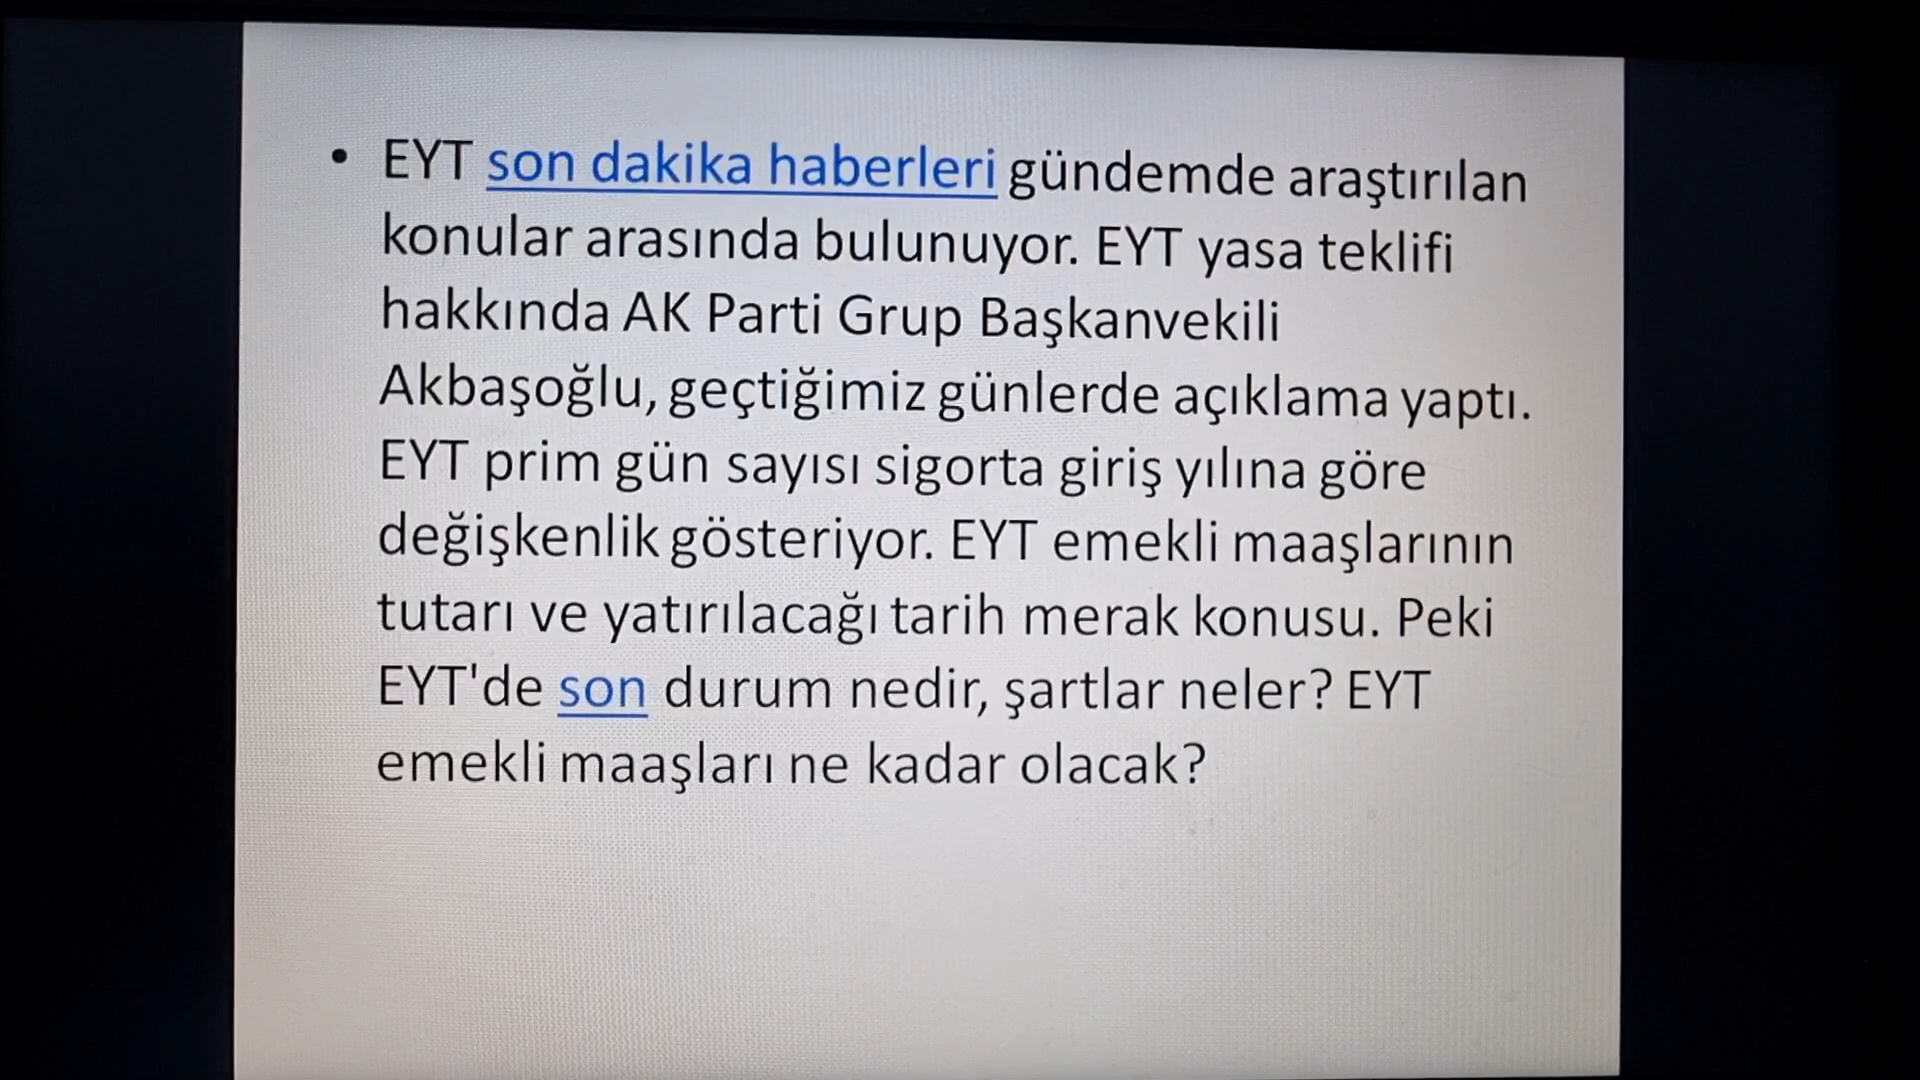 • EYT son dakika haberleri gündemde araştırılan
konular arasında bulunuyor. EYT yasa teklifi
hakkında AK Parti Grup Başkanvekili
Akbaşoğlu, geçtiğimiz günlerde açıklama yaptı.
EYT prim gün sayısı sigorta giriş yılına göre
değişkenlik gösteriyor. EYT emekli maaşlarının
tutarı ve yatırılacağı tarih merak konusu. Peki
EYT'de son durum nedir, şartlar neler? EYT
emekli maaşları ne kadar olacak?